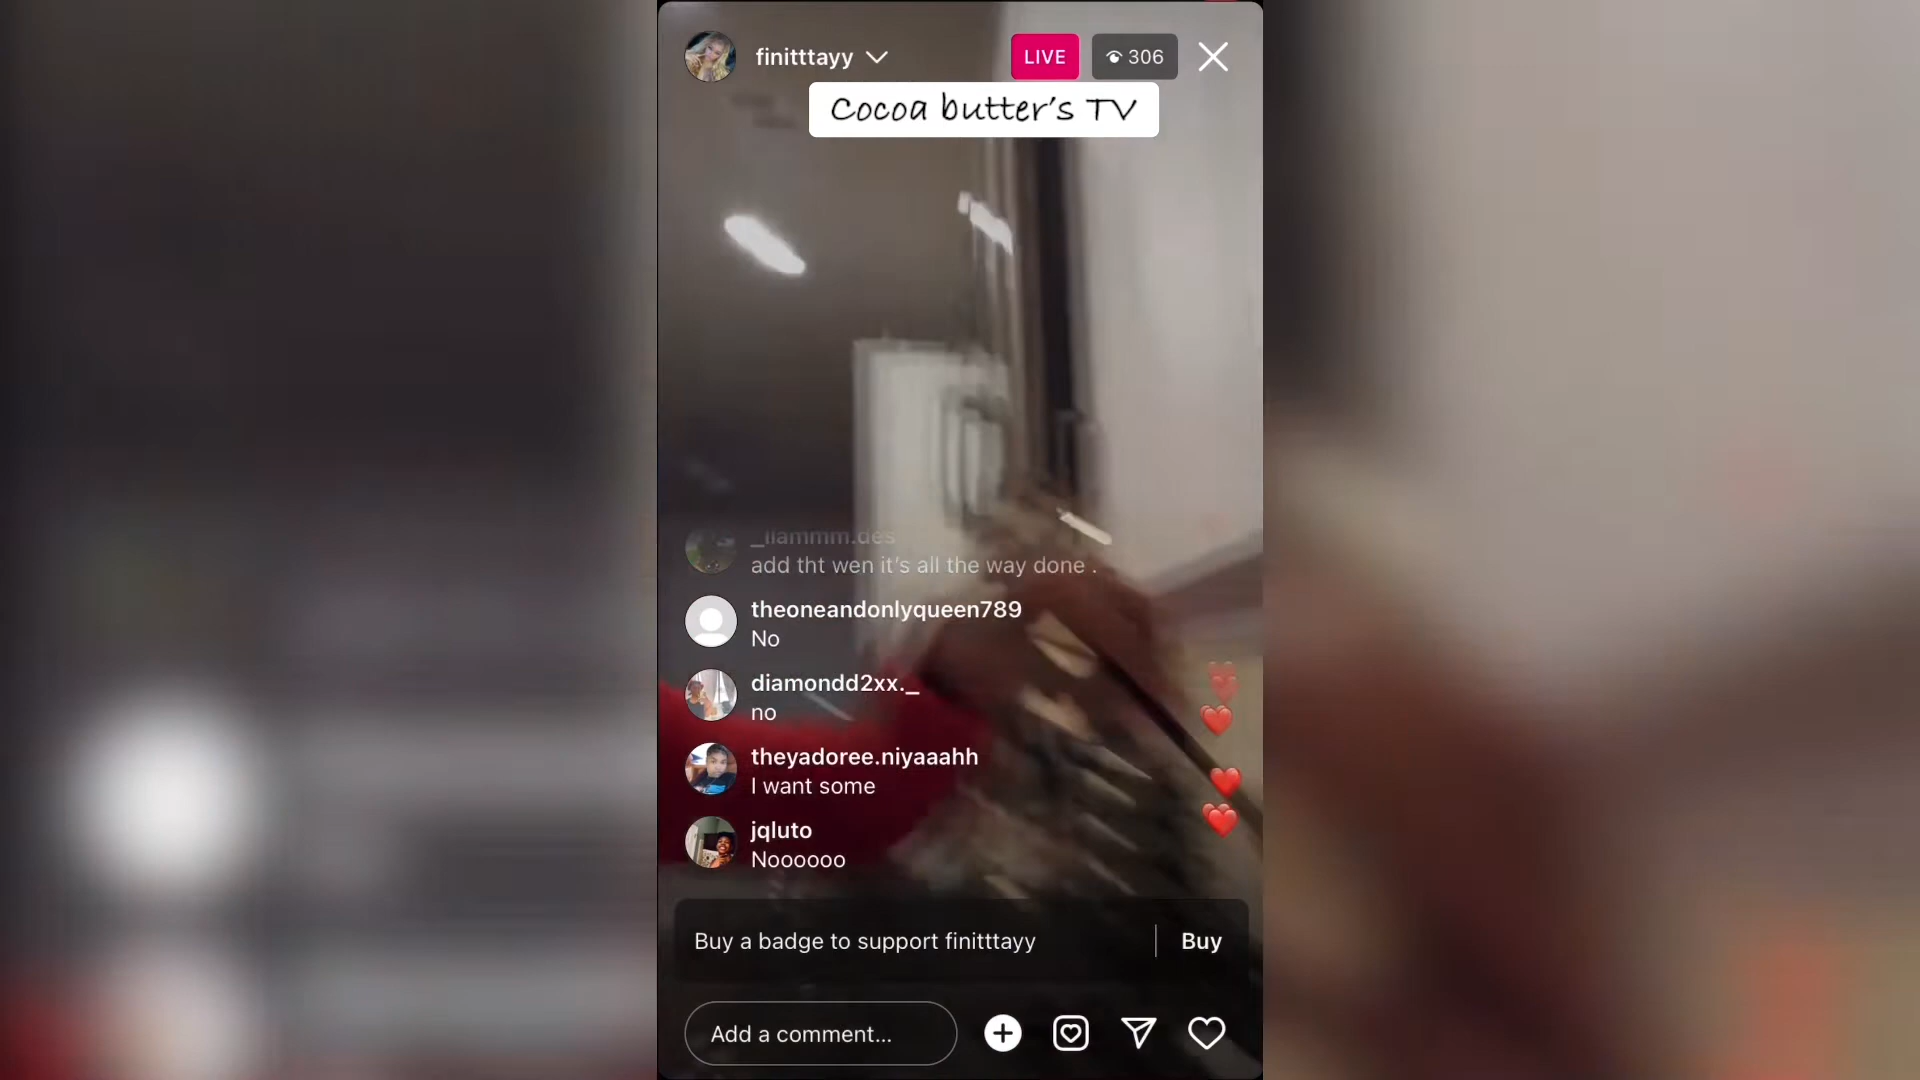 finitttayy
LIVE
306
Cocoa butter's TV
add tht wen it's all the way done .
theoneandonlyqueen789
No
diamondd2xx._
no
theyadoree.niyaaahh
I want some
jqluto
Noooooo
Buy a badge to support finitttayy
Buy
Add a comment...